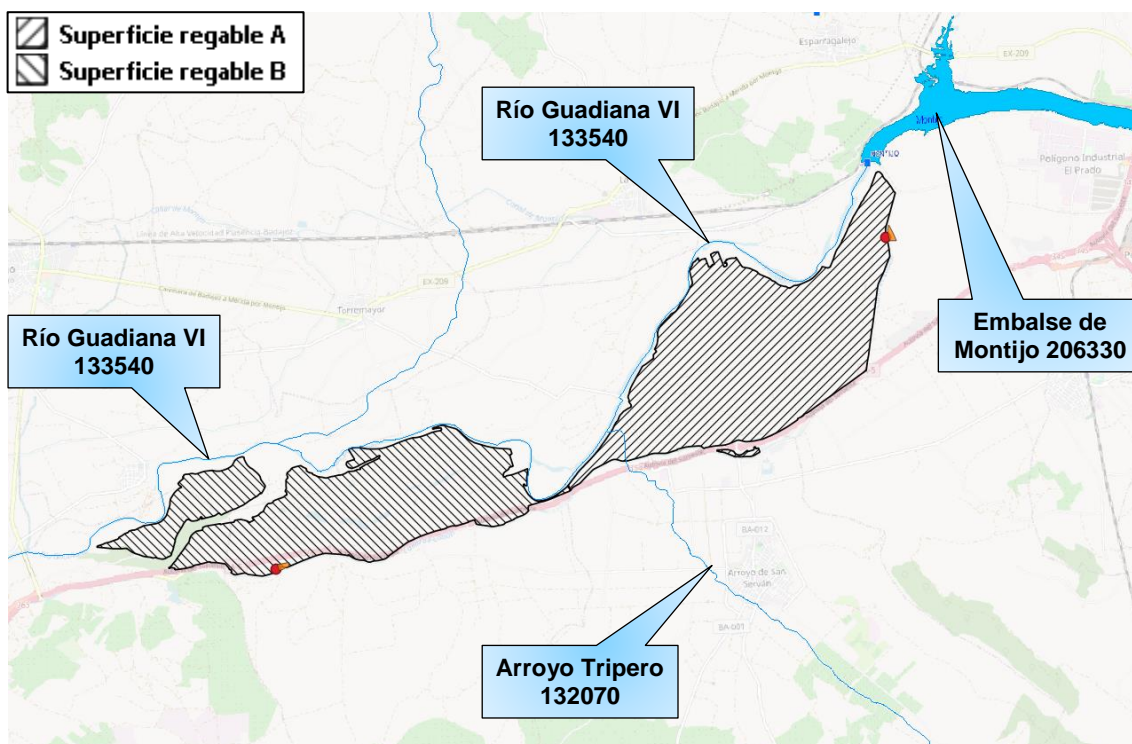 Superficie regable A
Superficie regable B
Esparragalejo
EX-209
Río Guadiana VI
133540
Polígono Industrial
El Prado
EX-209
Torremayor
Río Guadiana VI
133540
Embalse de
Montijo 206330
BA-012
Arroyo de San
Serván
BA-001
Arroyo Tripero
132070